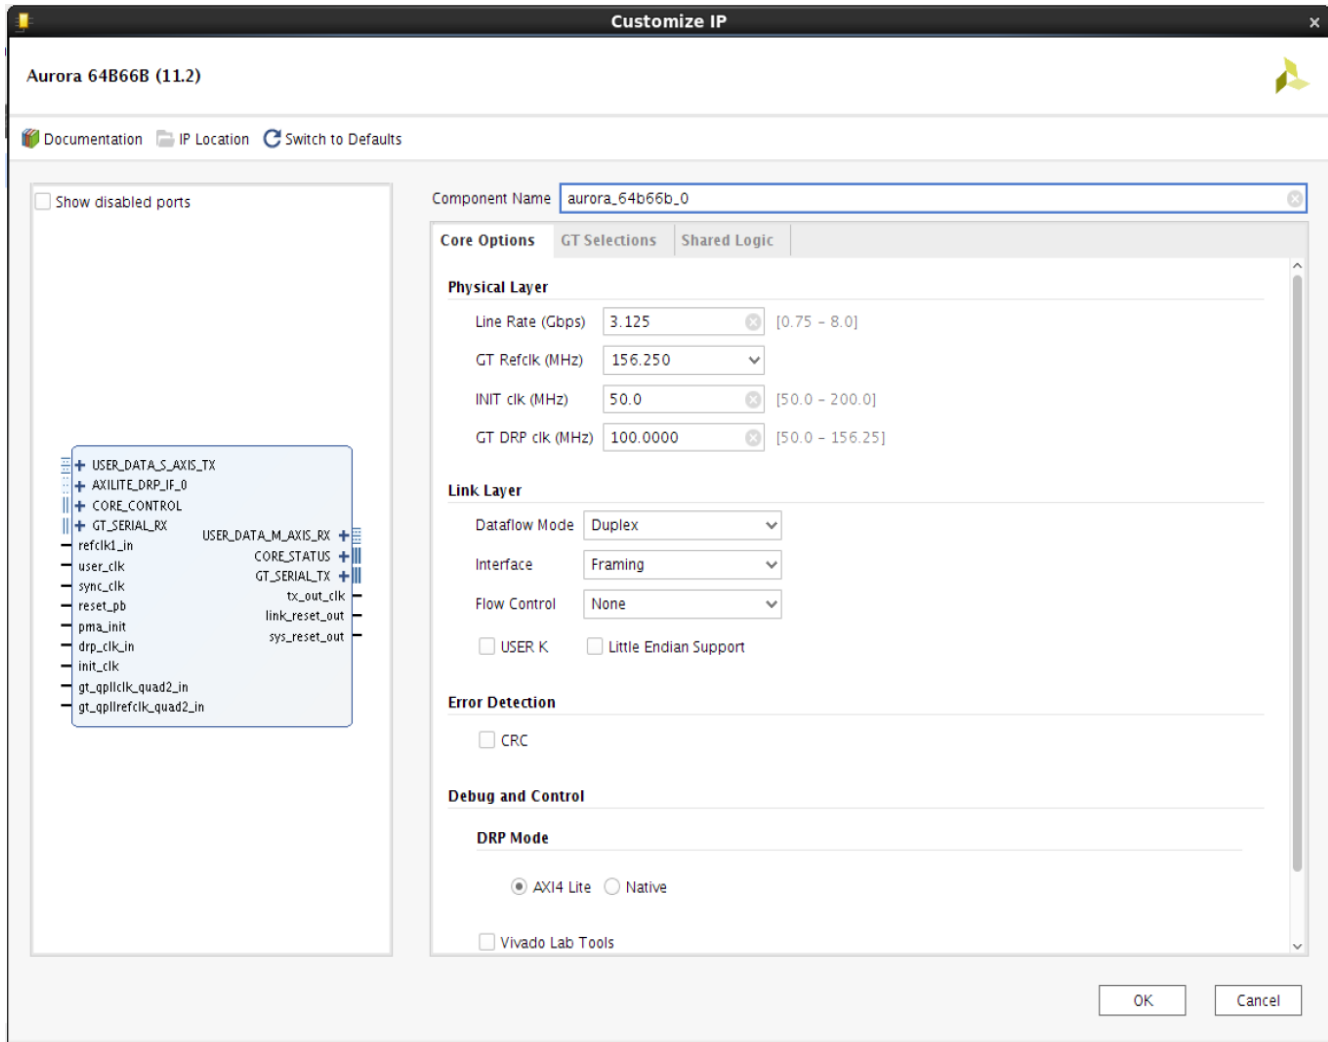 Customize IP
Aurora 64B66B (11.2)
Documentation IP Location Switch to Defaults
Show disabled ports
USER_DATA_S_AXIS_TX
AXILITE_DRP_IF_0
CORE_CONTROL
GT_SERIAL_RX
refclk1_in
user_clk
sync_clk
reset_pb
pma_init
drp_clk_in
init_clk
gt_qpllclk_quad2_in
gt_qpllrefclk_quad2_in
USER_DATA_M_AXIS_RX
CORE_STATUS
GT_SERIAL_TX
tx_out_clk
link_reset_out
sys_reset_out
Component Name aurora_64b66b_0
Core Options GT Selections Shared Logic
Physical Layer
Line Rate (Gbps) 3.125 [0.75 - 8.0]
GT Refclk (MHz) 156.250
INIT clk (MHz) 50.0 [50.0 - 200.0]
GT DRP clk (MHz) 100.0000 [50.0 - 156.25]
Link Layer
Dataflow Mode Duplex
Interface Framing
Flow Control None
USER K Little Endian Support
Error Detection
CRC
Debug and Control
DRP Mode
AXI4 Lite Native
Vivado Lab Tools
OK Cancel